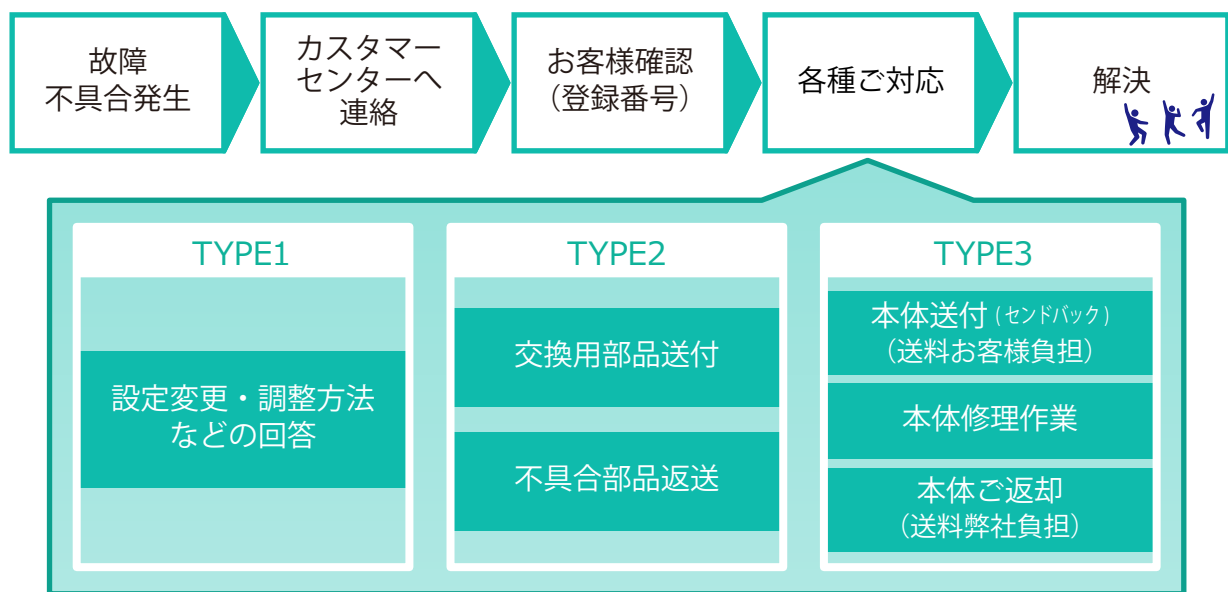 故障
不具合発生
カスタマー
センターへ
連絡
お客様確認
（登録番号）
各種ご対応
解決
TYPE1
設定変更・調整方法
などの回答
TYPE2
交換用部品送付
不具合部品返送
TYPE3
本体送付(センドバック)
（送料お客様負担）
本体修理作業
本体ご返却
（送料弊社負担）